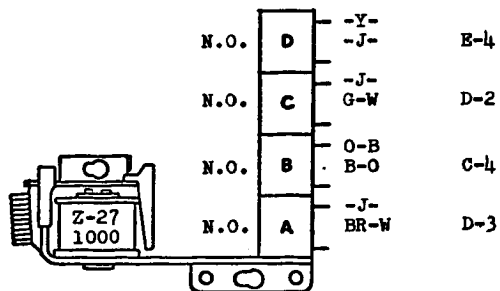 -Y-
N.O. D -J- E-4
-J-
N.O. C G-W D-2
O-B
N.O. B B-O C-4
-J-
N.O. A BR-W D-3
Z-27
1000